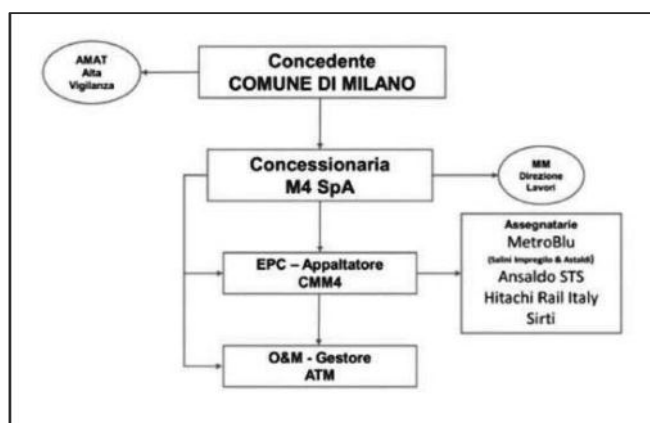 AMAT
Alta
Vigilanza
Concedente
COMUNE DI MILANO
Concessionaria
M4 SpA
MM
Direzione
Lavori
EPC – Appaltatore
CMM4
Assegnatarie
MetroBlu
(Salini Impregilo & Astaldi)
Ansaldo STS
Hitachi Rail Italy
Sirti
O&M - Gestore
ATM